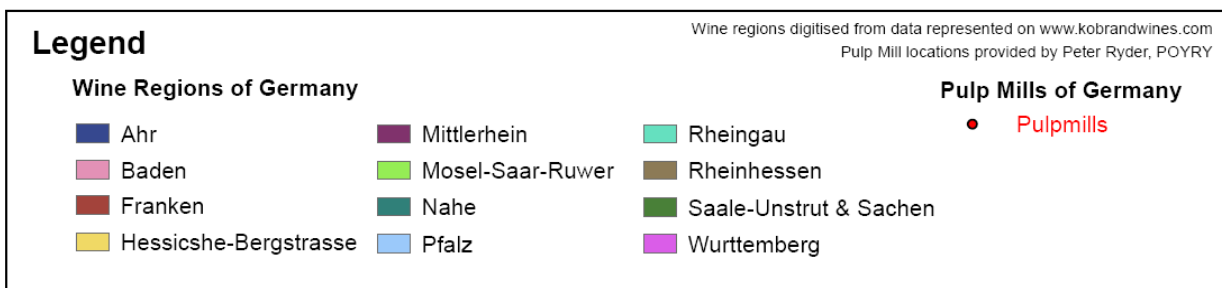 Legend
Wine regions digitised from data represented on www.kobrandwines.com
Pulp Mill locations provided by Peter Ryder, POYRY
Wine Regions of Germany
Ahr
Baden
Franken
Hessicshe-Bergstrasse
Mittlerhein
Mosel-Saar-Ruwer
Nahe
Pfalz
Rheingau
Rheinhessen
Saale-Unstrut & Sachen
Wurttemberg
Pulp Mills of Germany
Pulpmills